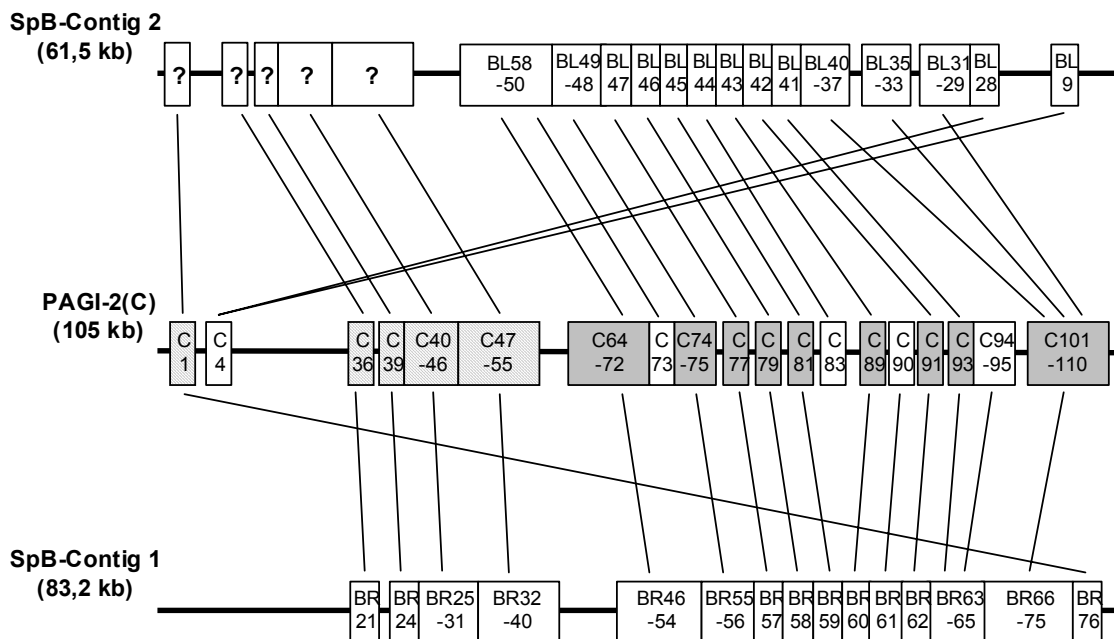 SpB-Contig 2
(61,5 kb)
? ? ? ? ?
BL58 BL49 BL BL BL BL BL BL BL BL40 BL35 BL31 BL BL
-50 -48 47 46 45 44 43 42 41 -37 -33 -29 28 9
PAGI-2(C)
(105 kb)
C C C C C40 C47 C64 C C74 C C C C C C C C C94 C101
1 4 36 39 -46 -55 -72 73 -75 77 79 81 83 89 90 91 93 -95 -110
SpB-Contig 1
(83,2 kb)
BR BR BR25 BR32 BR46 BR55 BR BR BR BR BR BR BR63 BR66 BR
21 24 -31 -40 -54 -56 57 58 59 60 61 62 -65 -75 76